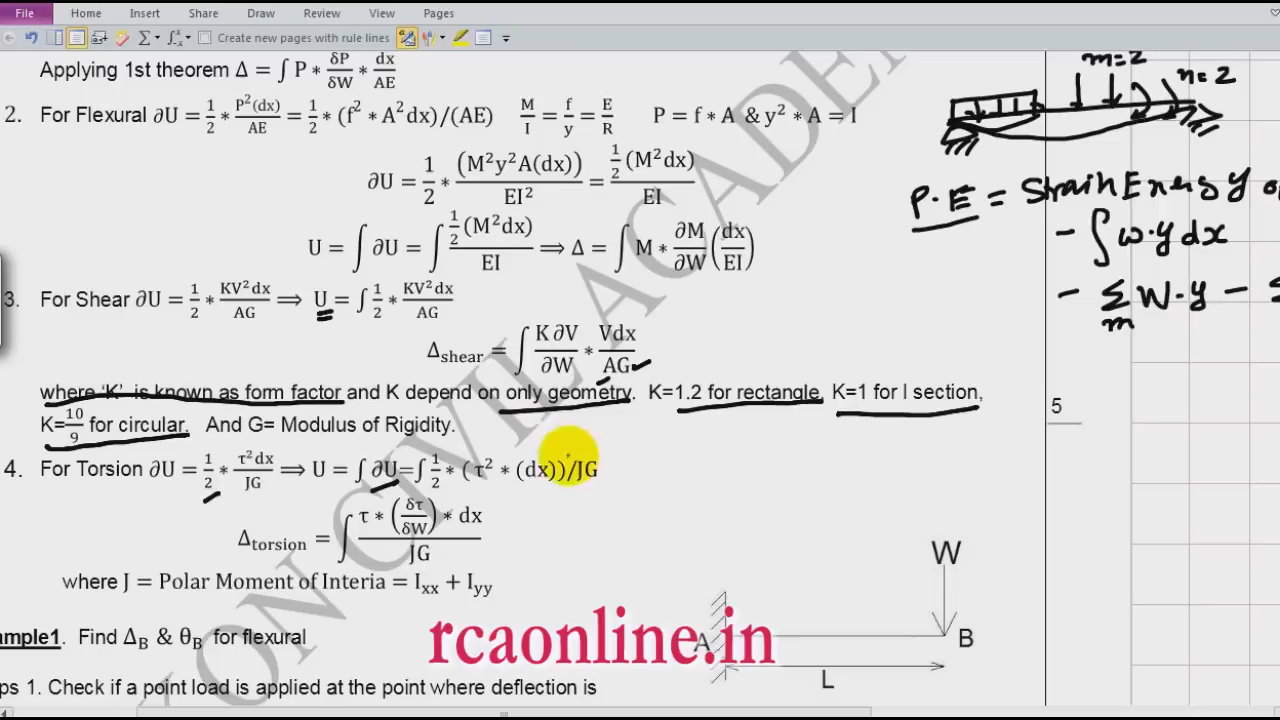 File Home Insert Share Draw Review View Pages
Create new pages with rule lines
Applying 1st theorem Δ = ∫ P ∗ δP/δW ∗ dx/AE
2. For Flexural ∂U = 1/2 ∗ P²(dx)/AE = 1/2 ∗ (f² ∗ A²dx)/(AE) M/I = f/y = E/R P = f ∗ A & y² ∗ A = I
∂U = 1/2 ∗ (M²y²A(dx))/EI² = 1/2 (M²dx)/EI
U = ∫ ∂U = ∫ 1/2 (M²dx)/EI ⟹ Δ = ∫ M ∗ ∂M/∂W (dx/EI)
3. For Shear ∂U = 1/2 ∗ KV²dx/AG ⟹ U = ∫ 1/2 ∗ KV²dx/AG
Δshear = ∫ K ∂V/∂W ∗ Vdx/AG
where 'K' is known as form factor and K depend on only geometry. K=1.2 for rectangle, K=1 for I section,
K=10/9 for circular. And G= Modulus of Rigidity.
4. For Torsion ∂U = 1/2 ∗ τ²dx/JG ⟹ U = ∫ ∂U=∫ 1/2 ∗ (τ² ∗ (dx))/JG
Δtorsion = ∫ τ ∗ (δτ/δW) ∗ dx / JG
where J = Polar Moment of Interia = Ixx + Iyy
ample1. Find ΔB & θB for flexural
ps 1. Check if a point load is applied at the point where deflection is
m=2
n=2
P.E = Strain Energy
- ∫ w.y dx
- Σm W.y - Σ
5
W
A
B
L
rcaonline.in